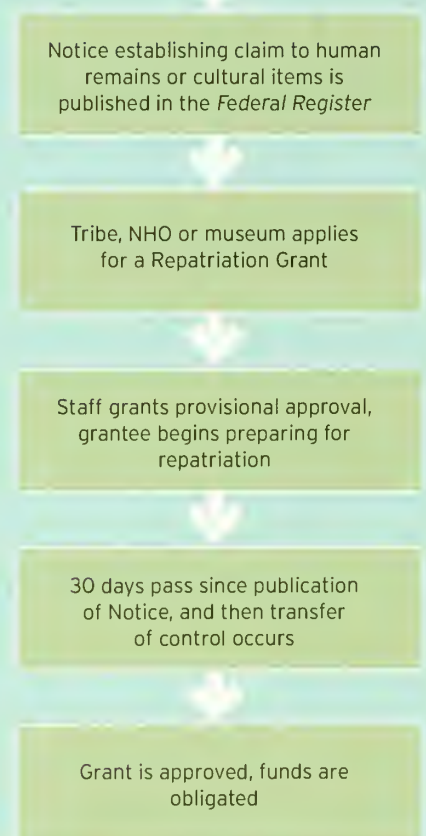 Notice establishing claim to human
remains or cultural items is
published in the Federal Register
Tribe, NHO or museum applies
for a Repatriation Grant
Staff grants provisional approval,
grantee begins preparing for
repatriation
30 days pass since publication
of Notice, and then transfer
of control occurs
Grant is approved, funds are
obligated